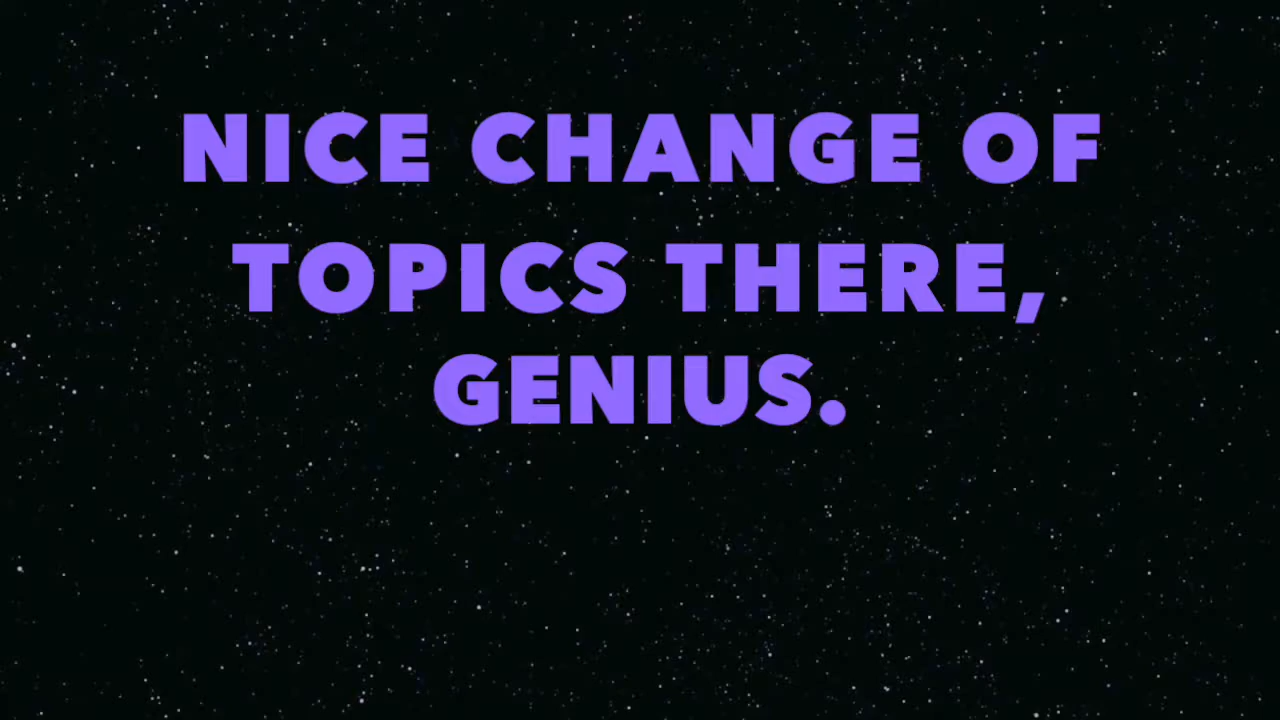 NICE CHANGE OF
TOPICS THERE,
GENIUS.